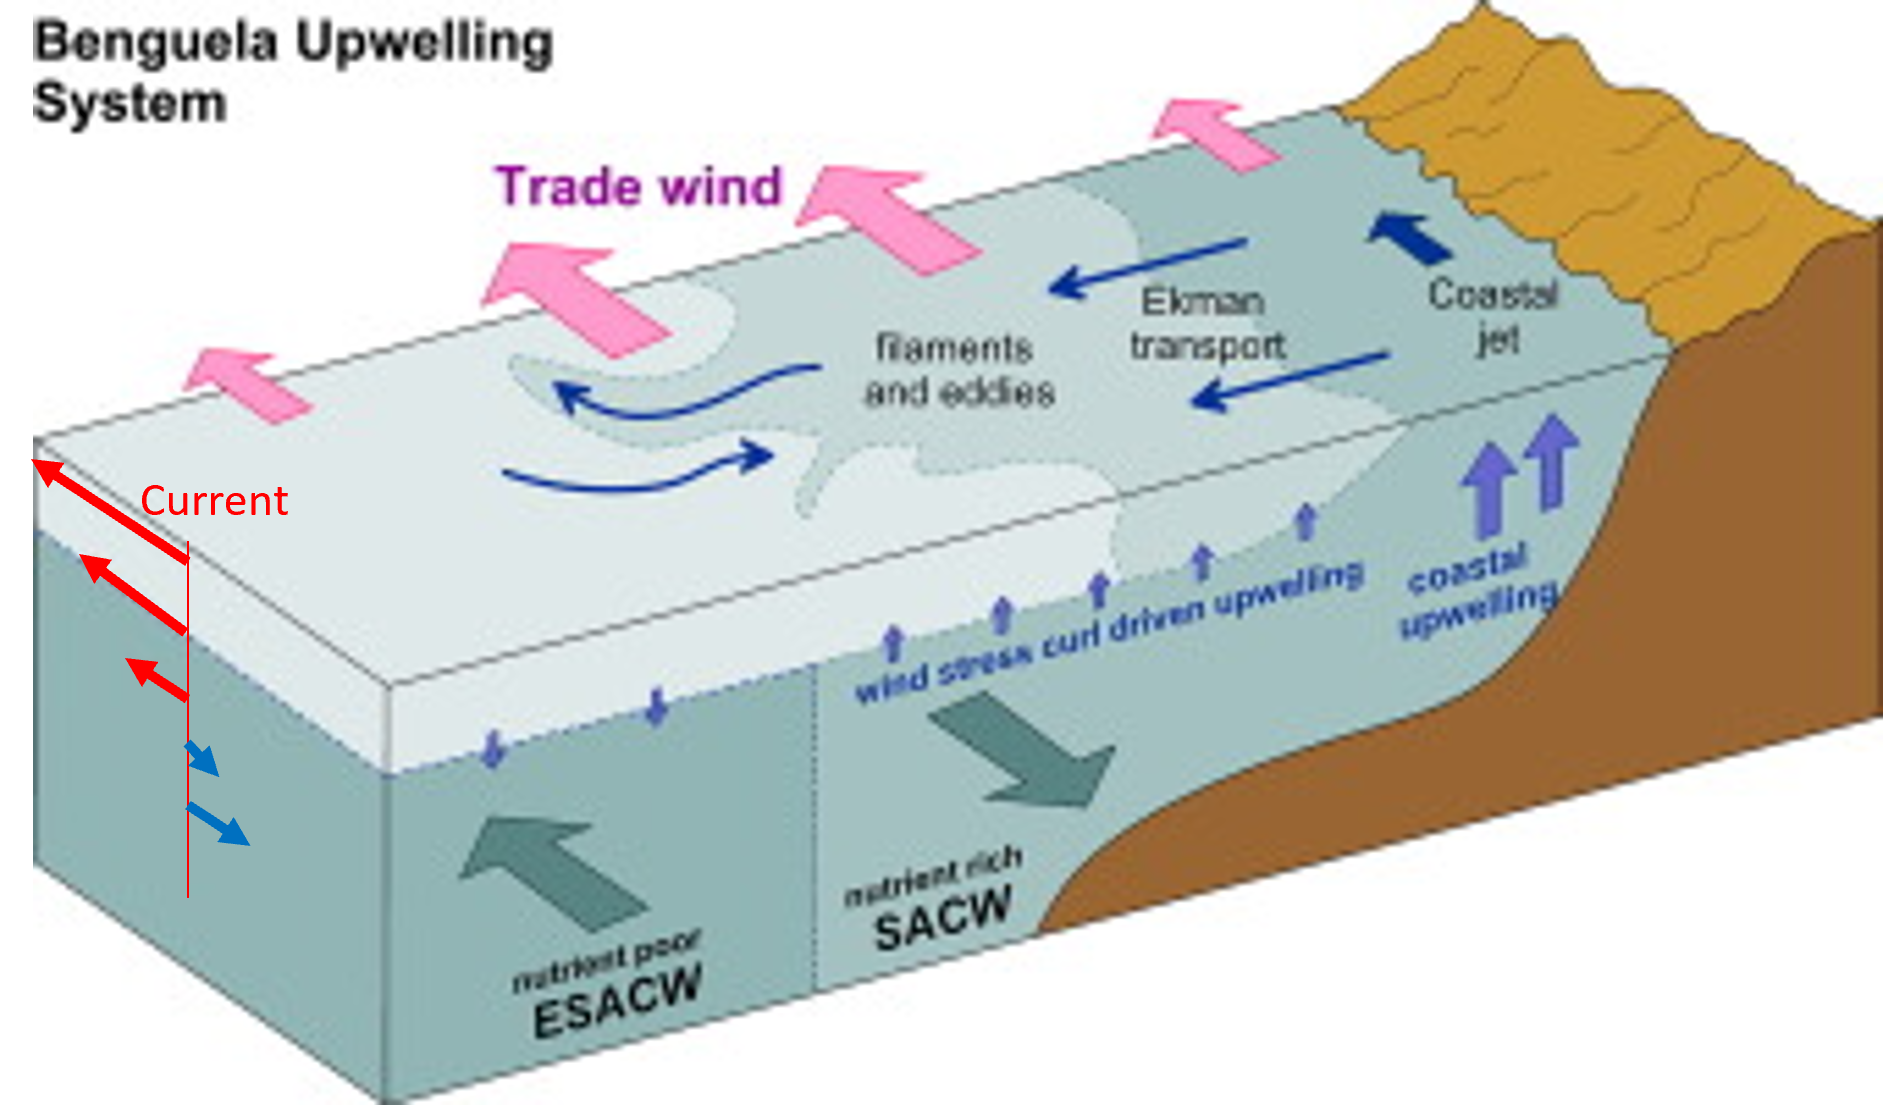 Benguela Upwelling
System
Trade wind
Ekman
transport
Coastal
jet
filaments
and eddies
Current
coastal
upwelling
wind stress curl driven upwelling
nutrient rich
SACW
nutrient poor
ESACW